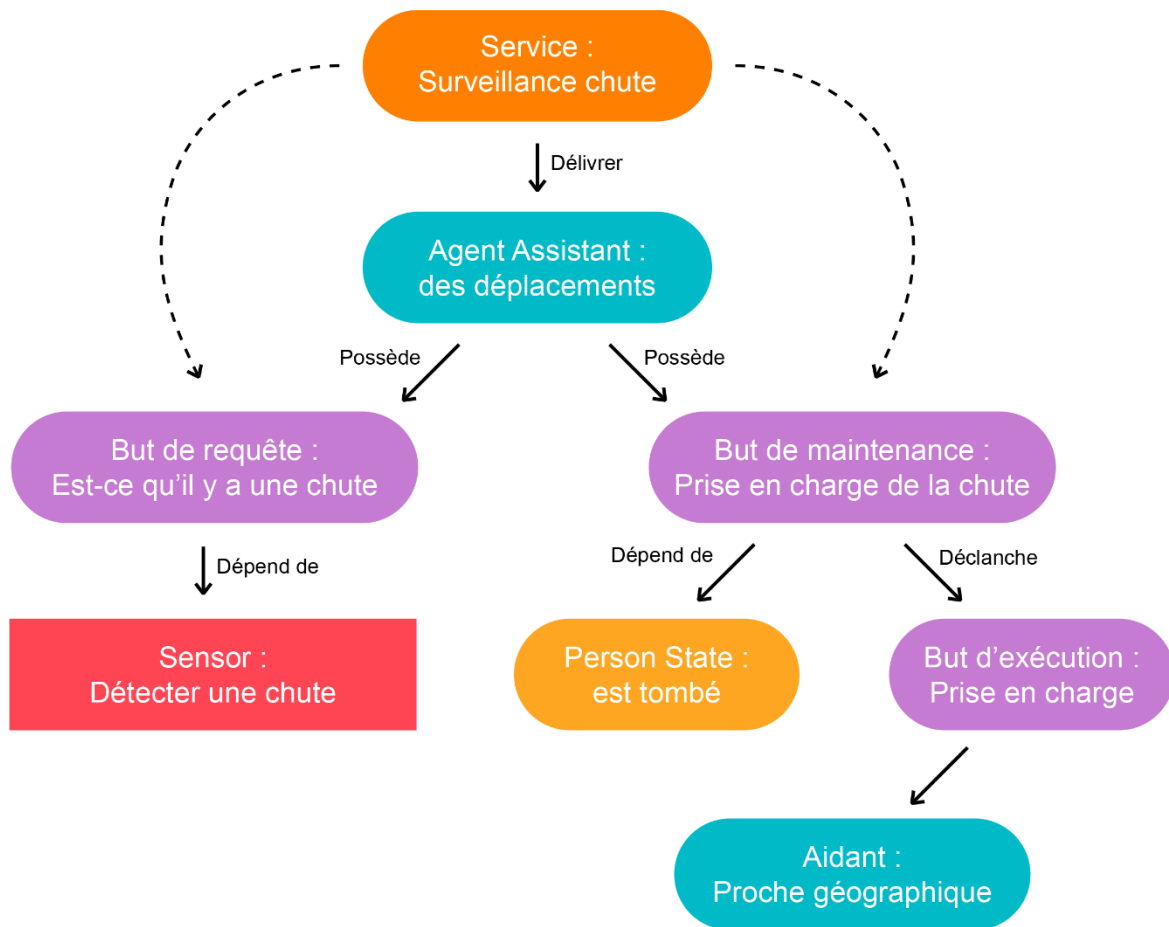 Service :
Surveillance chute
Délivrer
Agent Assistant :
des déplacements
Possède
Possède
But de requête :
Est-ce qu’il y a une chute
But de maintenance :
Prise en charge de la chute
Dépend de
Dépend de
Déclanche
Sensor :
Détecter une chute
Person State :
est tombé
But d’exécution :
Prise en charge
Aidant :
Proche géographique